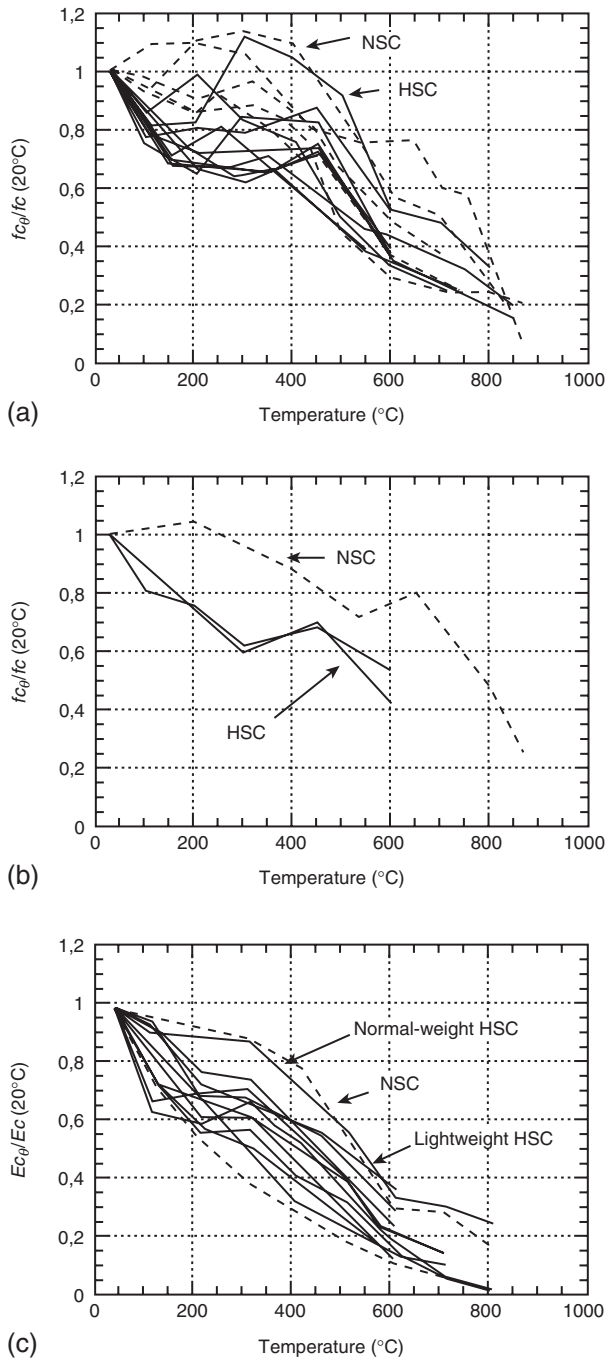 1,2
1
0,8
0,6
0,4
0,2
0
fcθ/fc (20°C)
NSC
HSC
0 200 400 600 800 1000
Temperature (°C)
(a)
1,2
1
0,8
0,6
0,4
0,2
0
fcθ/fc (20°C)
NSC
HSC
0 200 400 600 800 1000
Temperature (°C)
(b)
1,2
1
0,8
0,6
0,4
0,2
0
Ecθ/Ec (20°C)
Normal-weight HSC
NSC
Lightweight HSC
0 200 400 600 800 1000
Temperature (°C)
(c)